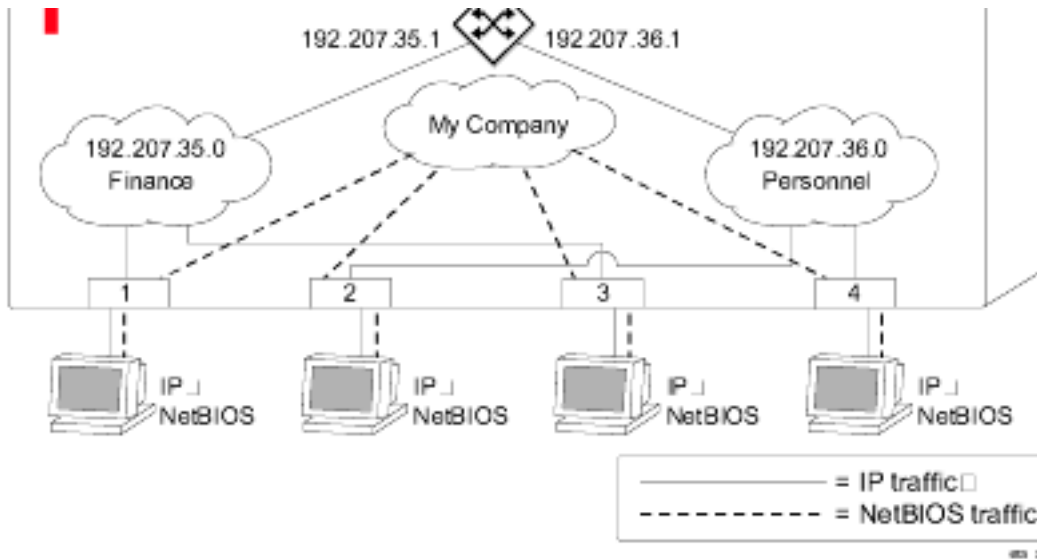 192.207.35.1
192.207.36.1
My Company
192.207.35.0
Finance
192.207.36.0
Personnel
1
2
3
4
IP
NetBIOS
IP
NetBIOS
IP
NetBIOS
IP
NetBIOS
= IP traffic
= NetBIOS traffic